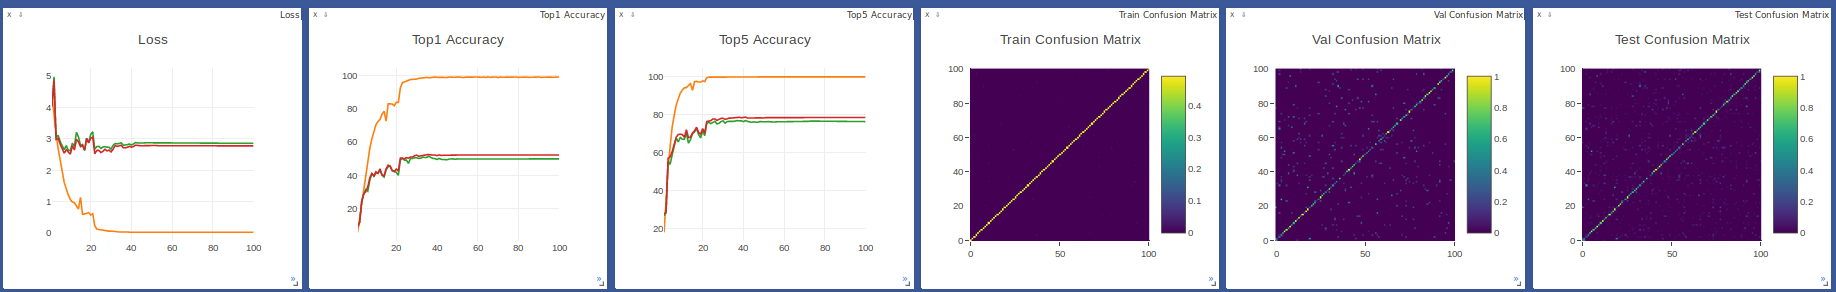 x ⇩ Loss
Loss
5
4
3
2
1
0
20 40 60 80 100
x ⇩ Top1 Accuracy
Top1 Accuracy
100
80
60
40
20
20 40 60 80 100
x ⇩ Top5 Accuracy
Top5 Accuracy
100
80
60
40
20
20 40 60 80 100
x ⇩ Train Confusion Matrix
Train Confusion Matrix
100
80
60
40
20
0
0 50 100
0.4
0.3
0.2
0.1
0
x ⇩ Val Confusion Matrix
Val Confusion Matrix
100
80
60
40
20
0
0 50 100
1
0.8
0.6
0.4
0.2
0
x ⇩ Test Confusion Matrix
Test Confusion Matrix
100
80
60
40
20
0
0 50 100
1
0.8
0.6
0.4
0.2
0